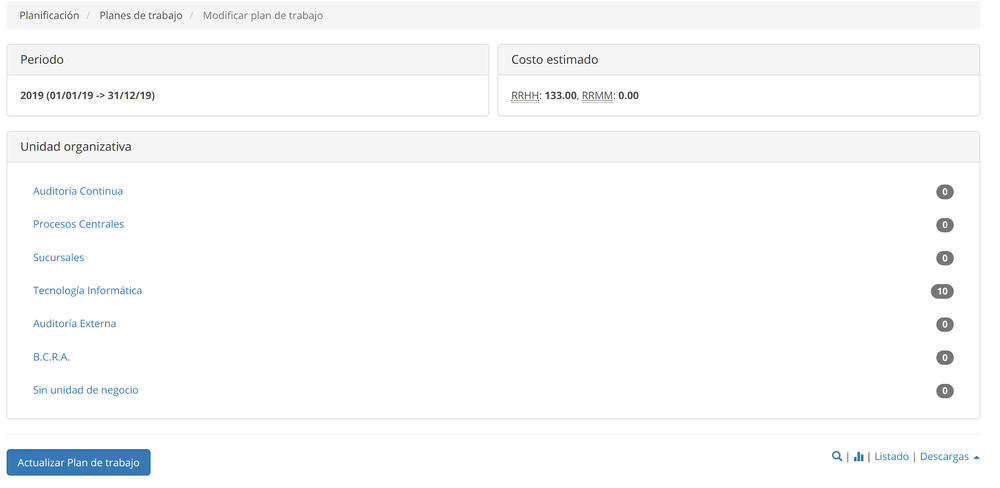 Planificación / Planes de trabajo / Modificar plan de trabajo
Periodo
2019 (01/01/19 -> 31/12/19)
Costo estimado
RRHH: 133.00, RRMM: 0.00
Unidad organizativa
Auditoría Continua 0
Procesos Centrales 0
Sucursales 0
Tecnología Informática 10
Auditoría Externa 0
B.C.R.A. 0
Sin unidad de negocio 0
Actualizar Plan de trabajo
| | Listado | Descargas